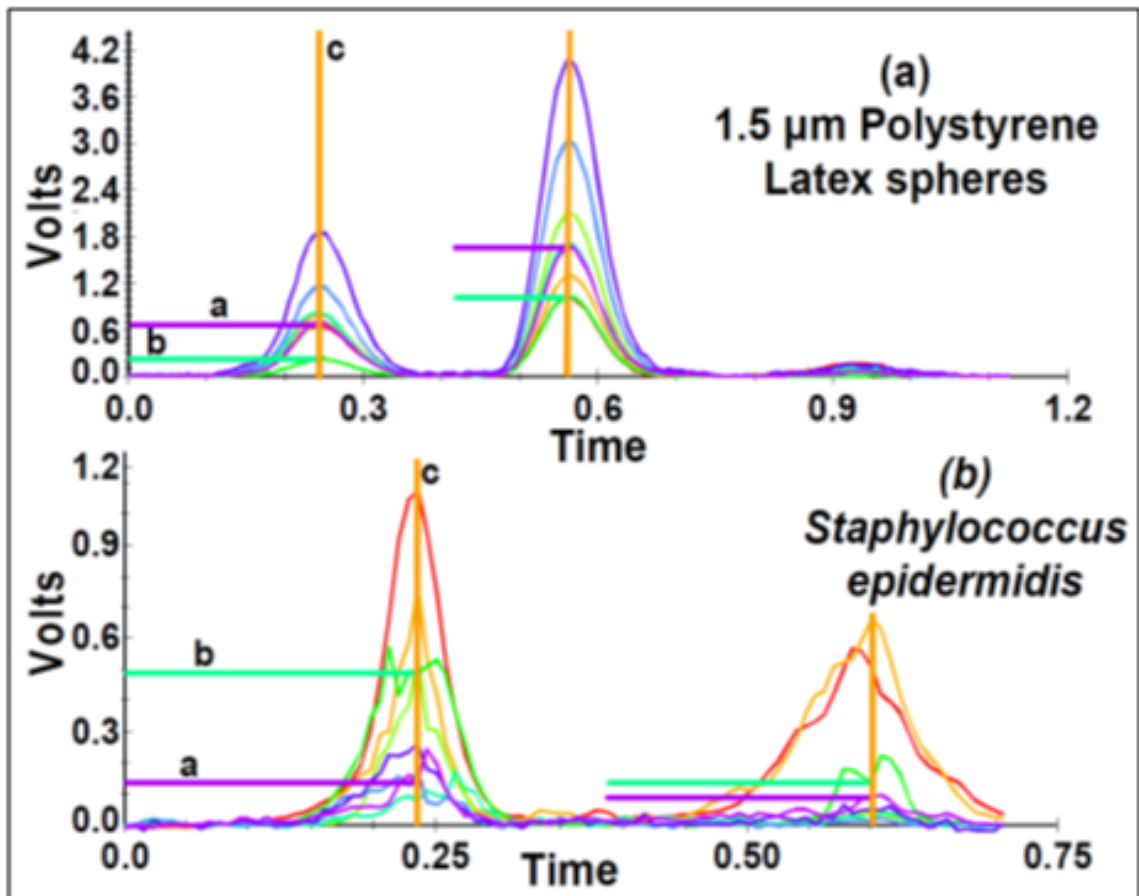 4.2
c
(a)
3.6
1.5 µm Polystyrene
3.0
Latex spheres
2.4
Volts
1.8
1.2
a
0.6
b
0.0
0.0 0.3 0.6 0.9 1.2
Time
1.2
c
(b)
Staphylococcus
0.9
epidermidis
Volts
0.6
b
0.3
a
0.0
0.0 0.25 0.50 0.75
Time